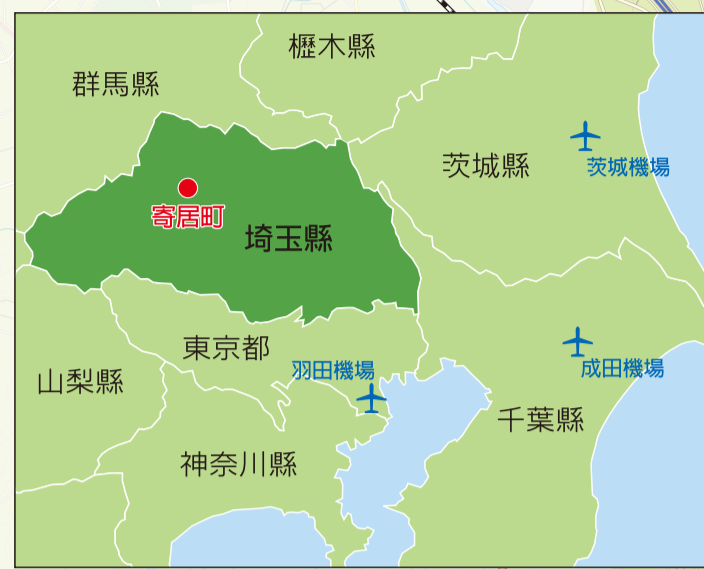 櫪木縣
群馬縣
茨城縣
茨城機場
寄居町
埼玉縣
東京都
羽田機場
成田機場
山梨縣
千葉縣
神奈川縣